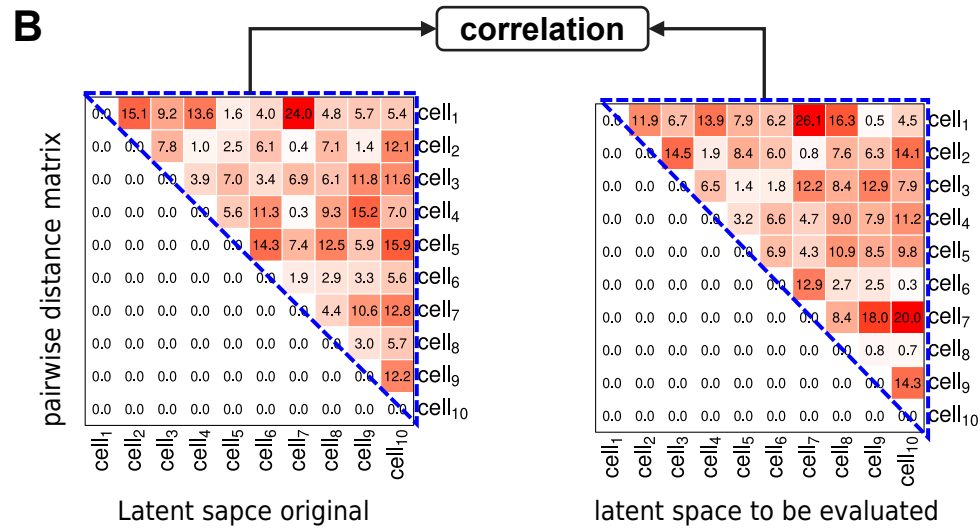 B
correlation
0.0 15.1 9.2 13.6 1.6 4.0 24.0 4.8 5.7 5.4 cell1
0.0 0.0 7.8 1.0 2.5 6.1 0.4 7.1 1.4 12.1 cell2
0.0 0.0 0.0 3.9 7.0 3.4 6.9 6.1 11.8 11.6 cell3
0.0 0.0 0.0 0.0 5.6 11.3 0.3 9.3 15.2 7.0 cell4
0.0 0.0 0.0 0.0 0.0 14.3 7.4 12.5 5.9 15.9 cell5
0.0 0.0 0.0 0.0 0.0 0.0 1.9 2.9 3.3 5.6 cell6
0.0 0.0 0.0 0.0 0.0 0.0 0.0 4.4 10.6 12.8 cell7
0.0 0.0 0.0 0.0 0.0 0.0 0.0 0.0 3.0 5.7 cell8
0.0 0.0 0.0 0.0 0.0 0.0 0.0 0.0 0.0 12.2 cell9
0.0 0.0 0.0 0.0 0.0 0.0 0.0 0.0 0.0 0.0 cell10
cell1 cell2 cell3 cell4 cell5 cell6 cell7 cell8 cell9 cell10
pairwise distance matrix
Latent sapce original
0.0 11.9 6.7 13.9 7.9 6.2 26.1 16.3 0.5 4.5 cell1
0.0 0.0 14.5 1.9 8.4 6.0 0.8 7.6 6.3 14.1 cell2
0.0 0.0 0.0 6.5 1.4 1.8 12.2 8.4 12.9 7.9 cell3
0.0 0.0 0.0 0.0 3.2 6.6 4.7 9.0 7.9 11.2 cell4
0.0 0.0 0.0 0.0 0.0 6.9 4.3 10.9 8.5 9.8 cell5
0.0 0.0 0.0 0.0 0.0 0.0 12.9 2.7 2.5 0.3 cell6
0.0 0.0 0.0 0.0 0.0 0.0 0.0 8.4 18.0 20.0 cell7
0.0 0.0 0.0 0.0 0.0 0.0 0.0 0.0 0.8 0.7 cell8
0.0 0.0 0.0 0.0 0.0 0.0 0.0 0.0 0.0 14.3 cell9
0.0 0.0 0.0 0.0 0.0 0.0 0.0 0.0 0.0 0.0 cell10
cell1 cell2 cell3 cell4 cell5 cell6 cell7 cell8 cell9 cell10
latent space to be evaluated